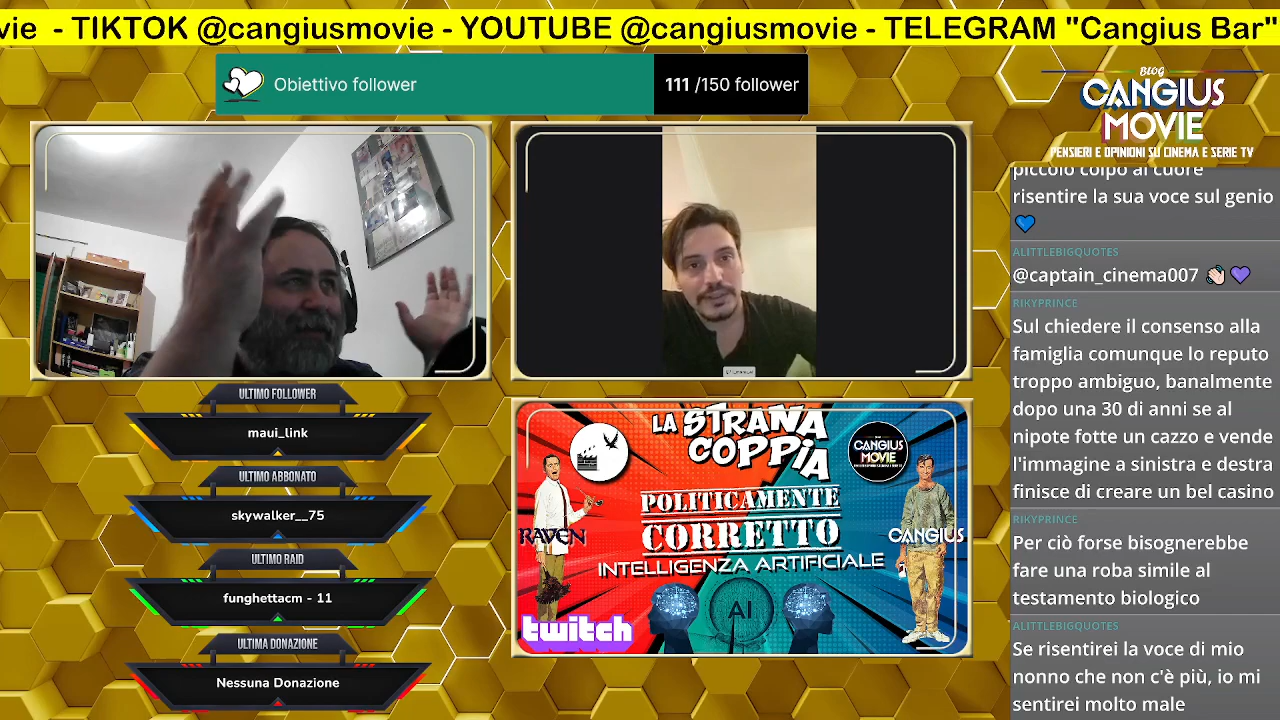 vie - TIKTOK @cangiusmovie - YOUTUBE @cangiusmovie - TELEGRAM "Cangius Bar"
Obiettivo follower
111 /150 follower
BLOG
CANGIUS
MOVIE
PENSIERI E OPINIONI SU CINEMA E SERIE TV
piccolo colpo al cuore
risentire la sua voce sul genio
💙
ALITTLEBIGQUOTES
@captain_cinema007 👏🏻💜
RIKYPRINCE
Sul chiedere il consenso alla
famiglia comunque lo reputo
troppo ambiguo, banalmente
dopo una 30 di anni se al
nipote fotte un cazzo e vende
l'immagine a sinistra e destra
finisce di creare un bel casino
RIKYPRINCE
Per ciò forse bisognerebbe
fare una roba simile al
testamento biologico
ALITTLEBIGQUOTES
Se risentirei la voce di mio
nonno che non c'è più, io mi
sentirei molto male
ULTIMO FOLLOWER
maui_link
ULTIMO ABBONATO
skywalker__75
ULTIMO RAID
funghettacm - 11
ULTIMA DONAZIONE
Nessuna Donazione
LA STRANA
COPPIA
CANGIUS
MOVIE
POLITICAMENTE
CORRETTO
RAVEN
CANGIUS
INTELLIGENZA ARTIFICIALE
AI
twitch